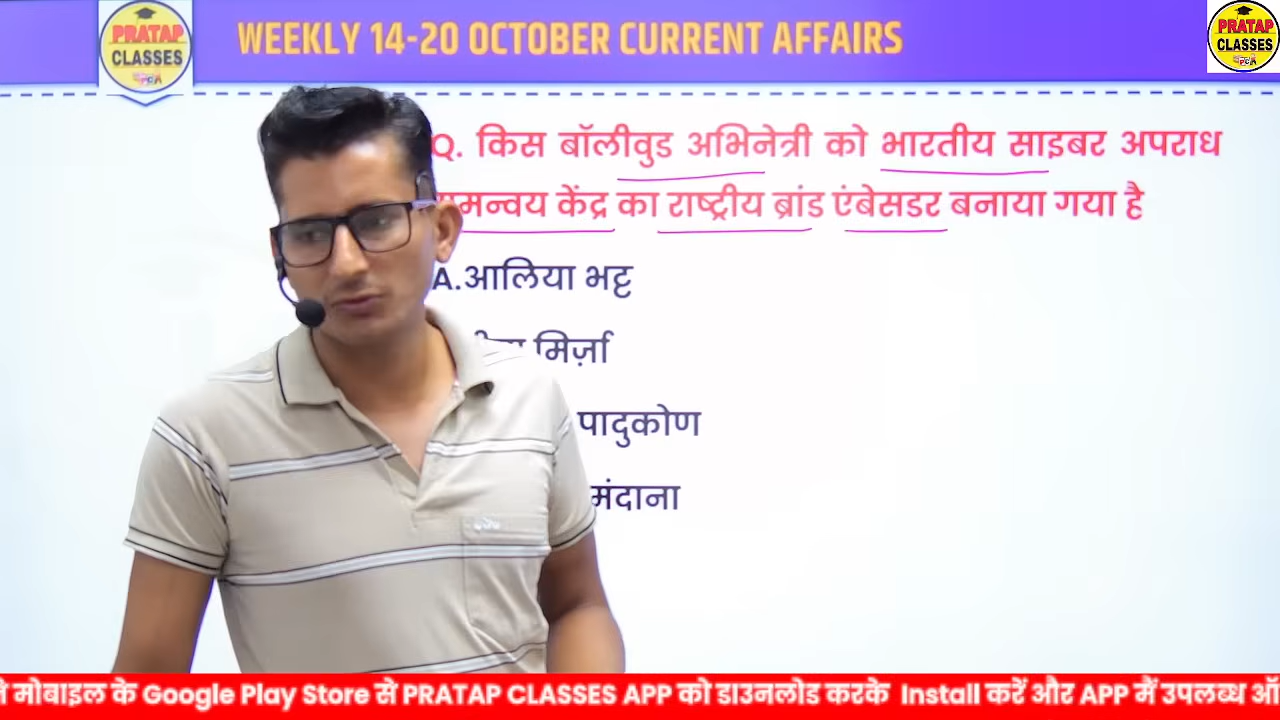 PRATAP
CLASSES
WEEKLY 14-20 OCTOBER CURRENT AFFAIRS
PRATAP
CLASSES
Q. किस बॉलीवुड अभिनेत्री को भारतीय साइबर अपराध
समन्वय केंद्र का राष्ट्रीय ब्रांड एंबेसडर बनाया गया है
A.आलिया भट्ट
मिर्ज़ा
पादुकोण
मंदाना
मोबाइल के Google Play Store से PRATAP CLASSES APP को डाउनलोड करके Install करें और APP मैं उपलब्ध